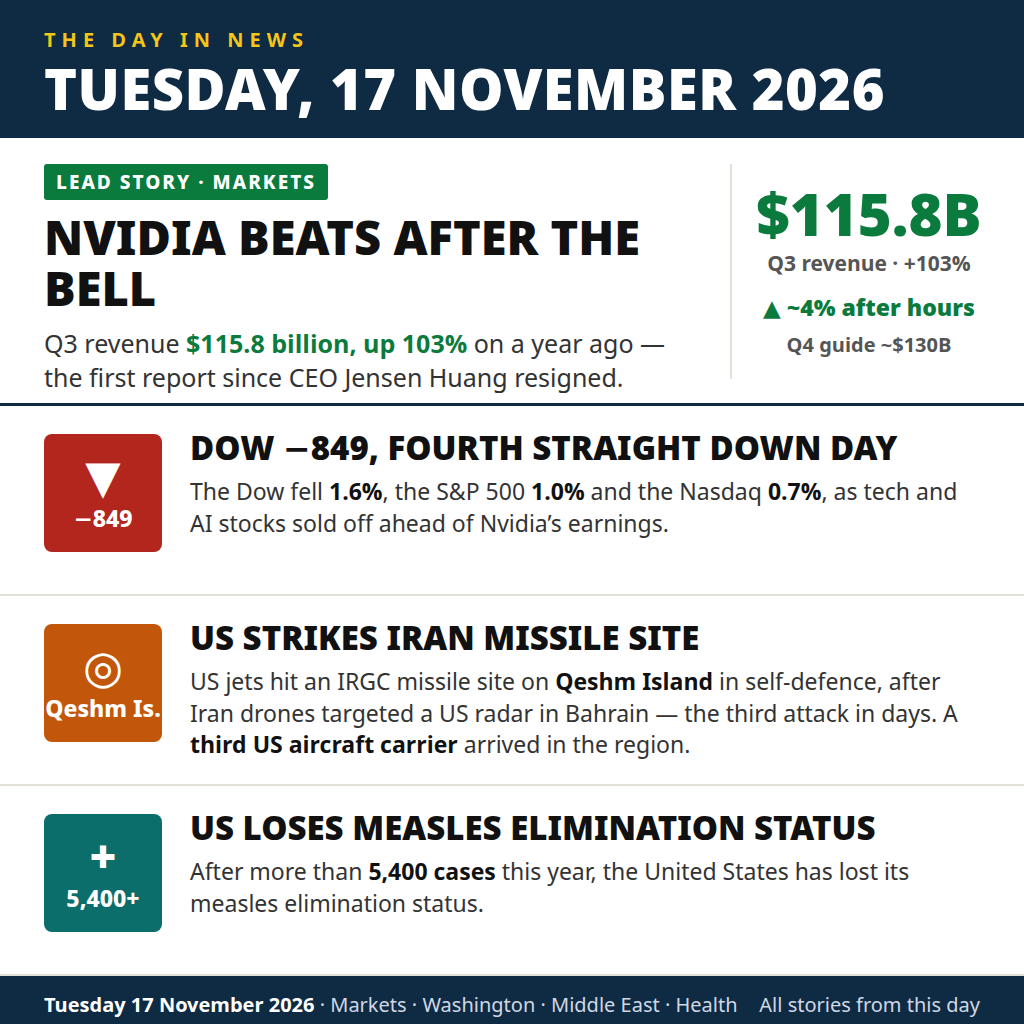 THE DAY IN NEWS
TUESDAY, 17 NOVEMBER 2026
LEAD STORY · MARKETS
NVIDIA BEATS AFTER THE
BELL
Q3 revenue $115.8 billion, up 103% on a year ago —
the first report since CEO Jensen Huang resigned.
$115.8B
Q3 revenue · +103%
▲ ~4% after hours
Q4 guide ~$130B
▼
−849
DOW −849, FOURTH STRAIGHT DOWN DAY
The Dow fell 1.6%, the S&P 500 1.0% and the Nasdaq 0.7%, as tech and
AI stocks sold off ahead of Nvidia’s earnings.
◎
Qeshm Is.
US STRIKES IRAN MISSILE SITE
US jets hit an IRGC missile site on Qeshm Island in self-defence, after
Iran drones targeted a US radar in Bahrain — the third attack in days. A
third US aircraft carrier arrived in the region.
+
5,400+
US LOSES MEASLES ELIMINATION STATUS
After more than 5,400 cases this year, the United States has lost its
measles elimination status.
Tuesday 17 November 2026 · Markets · Washington · Middle East · Health All stories from this day